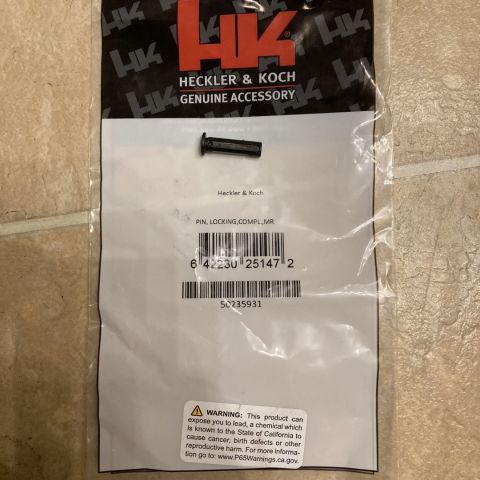 HK
HECKLER & KOCH
GENUINE ACCESSORY
Heckler & Koch
PIN, LOCKING,COMPL.,MR
6 42230 25147 2
50235931
WARNING: This product can
expose you to lead, a chemical which
is known to the State of California to
cause cancer, birth defects or other
reproductive harm. For more informa-
tion go to: www.P65Warnings.ca.gov.